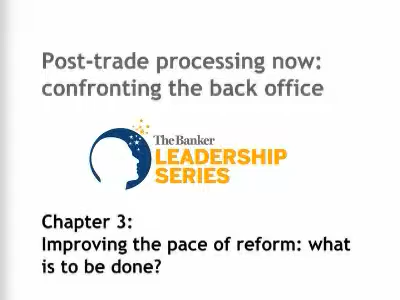 Post-trade processing now:
confronting the back office
The Banker
LEADERSHIP
SERIES
Chapter 3:
Improving the pace of reform: what
is to be done?